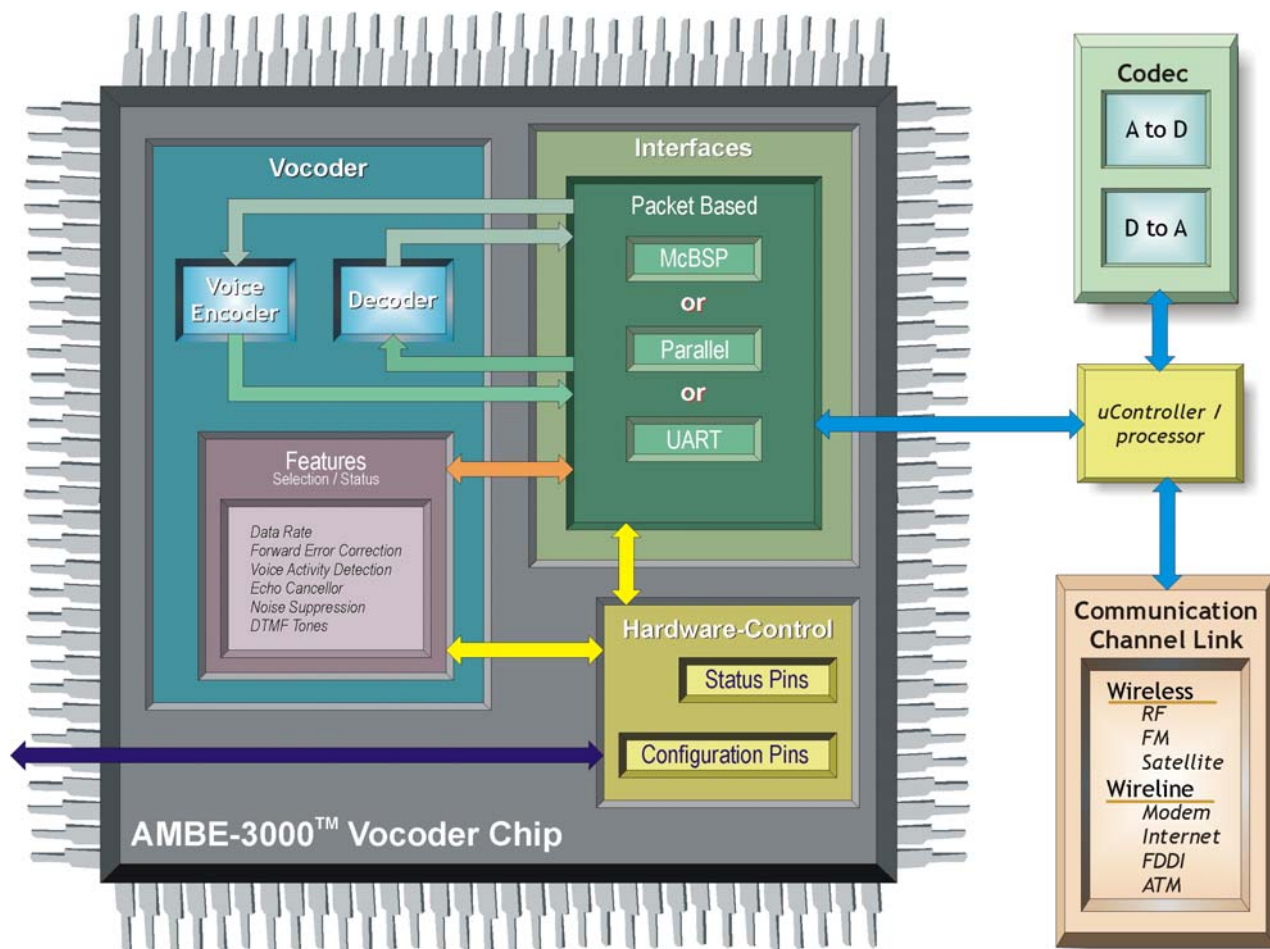 Vocoder
Voice
Encoder
Decoder
Features
Selection / Status
Data Rate
Forward Error Correction
Voice Activity Detection
Echo Cancellor
Noise Suppression
DTMF Tones
Interfaces
Packet Based
McBSP
or
Parallel
or
UART
Hardware-Control
Status Pins
Configuration Pins
AMBE-3000™ Vocoder Chip
Codec
A to D
D to A
uController /
processor
Communication
Channel Link
Wireless
RF
FM
Satellite
Wireline
Modem
Internet
FDDI
ATM